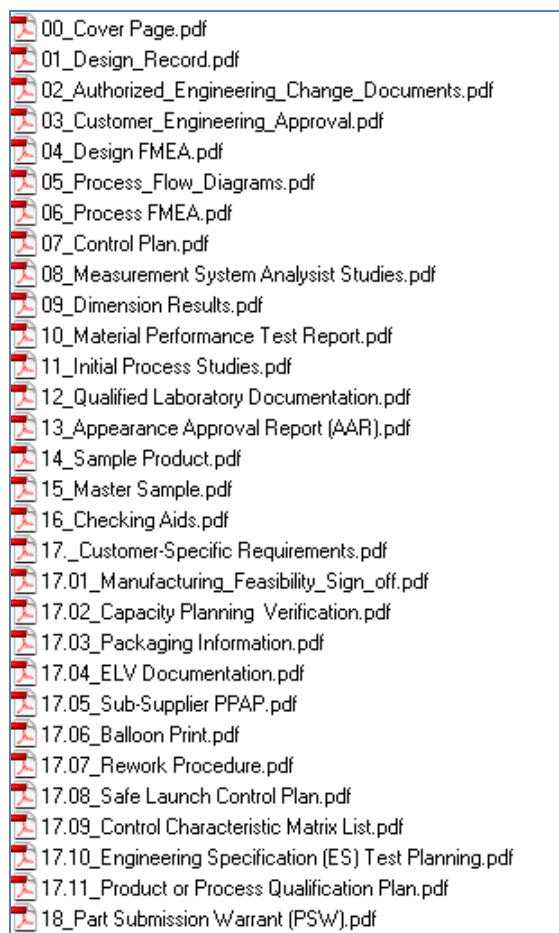 00_Cover Page.pdf
01_Design_Record.pdf
02_Authorized_Engineering_Change_Documents.pdf
03_Customer_Engineering_Approval.pdf
04_Design FMEA.pdf
05_Process_Flow_Diagrams.pdf
06_Process FMEA.pdf
07_Control Plan.pdf
08_Measurement System Analysist Studies.pdf
09_Dimension Results.pdf
10_Material Performance Test Report.pdf
11_Initial Process Studies.pdf
12_Qualified Laboratory Documentation.pdf
13_Appearance Approval Report (AAR).pdf
14_Sample Product.pdf
15_Master Sample.pdf
16_Checking Aids.pdf
17._Customer-Specific Requirements.pdf
17.01_Manufacturing_Feasibility_Sign_off.pdf
17.02_Capacity Planning  Verification.pdf
17.03_Packaging Information.pdf
17.04_ELV Documentation.pdf
17.05_Sub-Supplier PPAP.pdf
17.06_Balloon Print.pdf
17.07_Rework Procedure.pdf
17.08_Safe Launch Control Plan.pdf
17.09_Control Characteristic Matrix List.pdf
17.10_Engineering Specification (ES) Test Planning.pdf
17.11_Product or Process Qualification Plan.pdf
18_Part Submission Warrant (PSW).pdf